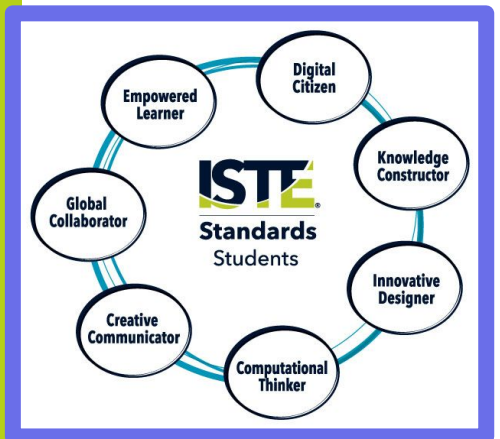 Digital
Citizen
Empowered
Learner
Knowledge
Constructor
ISTE®
Global
Collaborator
Standards
Students
Innovative
Designer
Creative
Communicator
Computational
Thinker